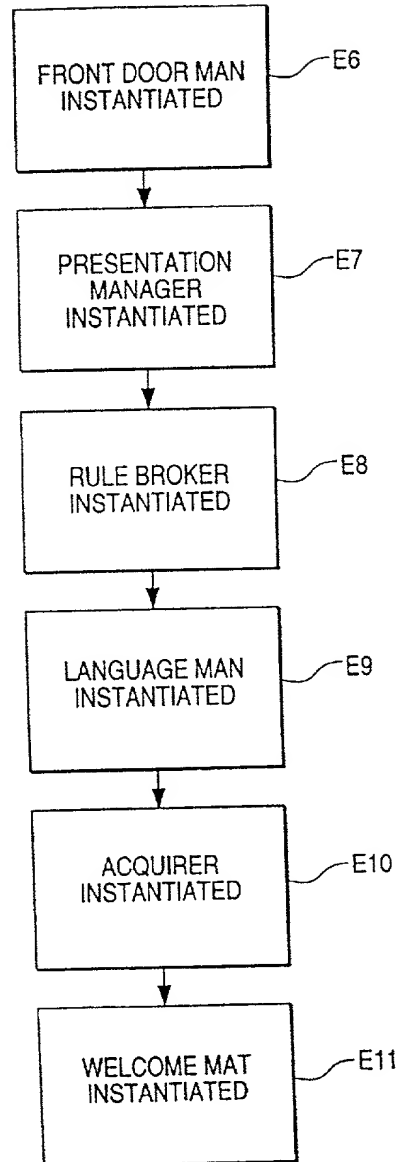 FRONT DOOR MAN
INSTANTIATED
E6
PRESENTATION
MANAGER
INSTANTIATED
E7
RULE BROKER
INSTANTIATED
E8
LANGUAGE MAN
INSTANTIATED
E9
ACQUIRER
INSTANTIATED
E10
WELCOME MAT
INSTANTIATED
E11